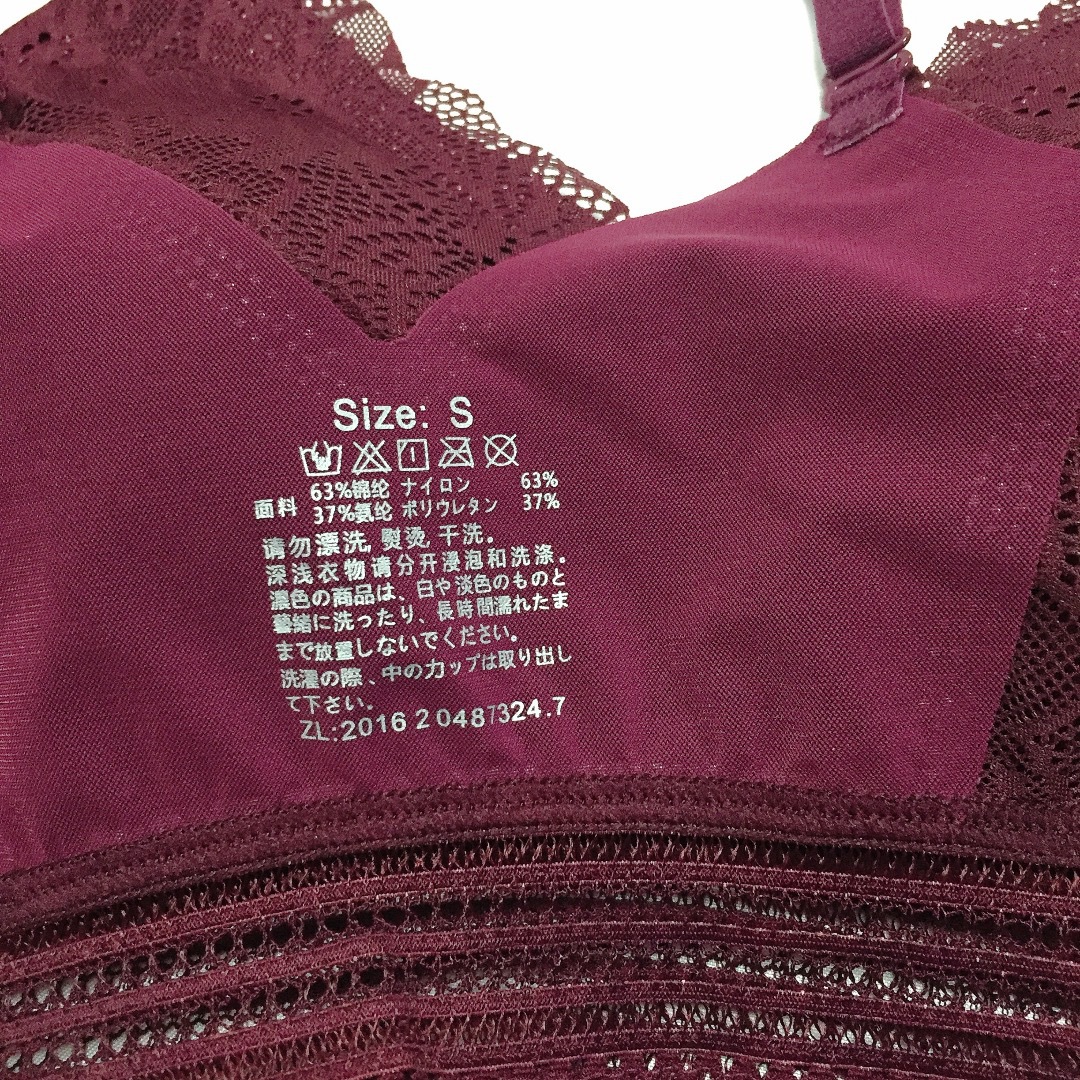 Size: S
面料 63%锦纶 ナイロン 63%
37%氨纶 ポリウレタン 37%
请勿漂洗,熨烫,干洗。
深浅衣物请分开浸泡和洗涤。
濃色の商品は、白や淡色のものと
緒に洗ったり、長時間濡れたま
まで放置しないでください。
洗濯の際、中の力ップは取り出し
て下さい。
ZL:2016 2 0487324.7